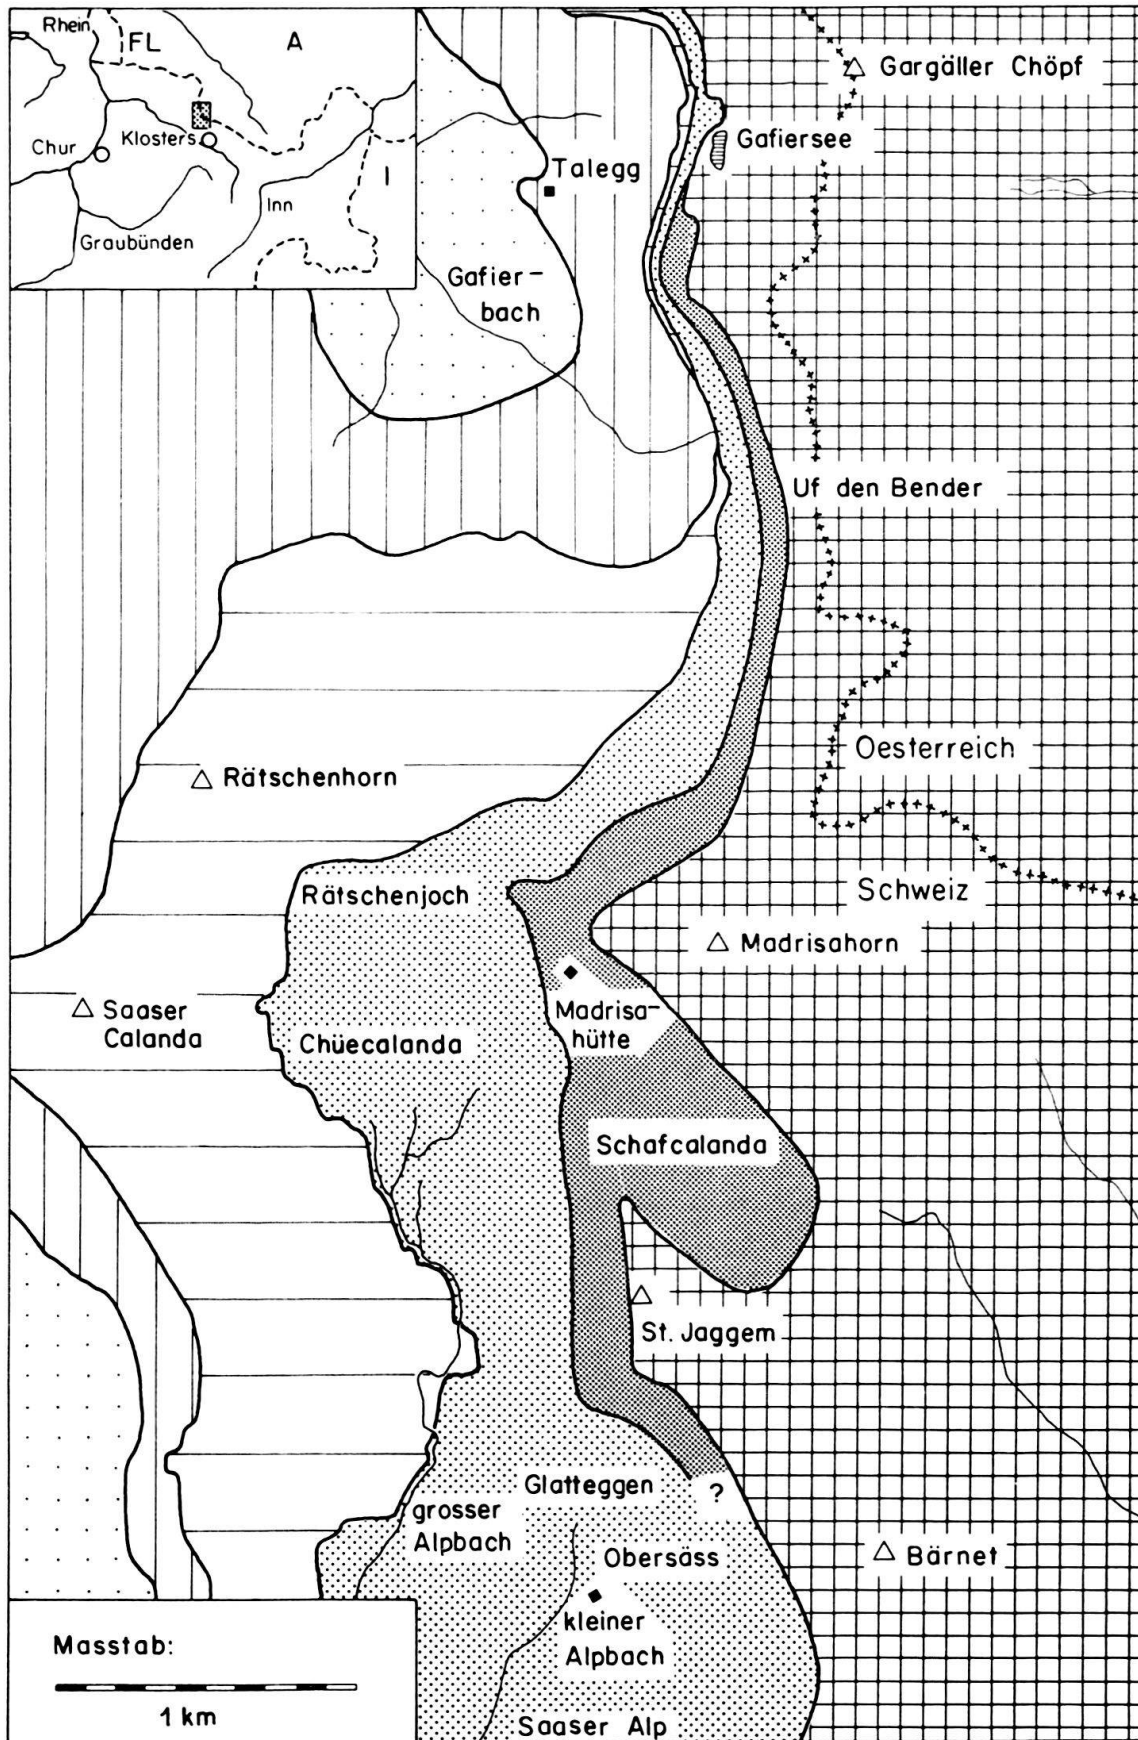 Rhein
FL
A
Chur
Klosters
I
Inn
Graubünden
Gargäller Chöpf
Gafiersee
Talegg
Gafier-
bach
Uf den Bender
Oesterreich
Rätschenhorn
Schweiz
Rätschenjoch
Madrisahorn
Saaser
Calanda
Madrisa-
hütte
Chüecalanda
Schafcalanda
St. Jaggem
Glatteggen
?
grosser
Alpbach
Obersäss
Bärnet
kleiner
Alpbach
Saaser Alp
Masstab:
1 km